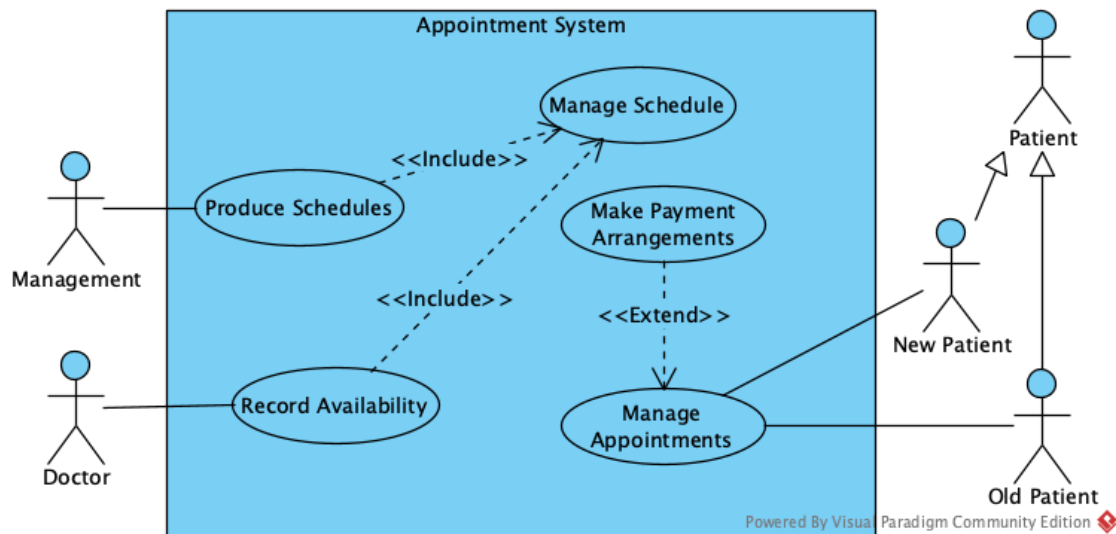 Appointment System
Manage Schedule
Patient
<<Include>>
Management
Produce Schedules
Make Payment
Arrangements
<<Include>>
<<Extend>>
New Patient
Doctor
Record Availability
Manage
Appointments
Old Patient
Powered By Visual Paradigm Community Edition